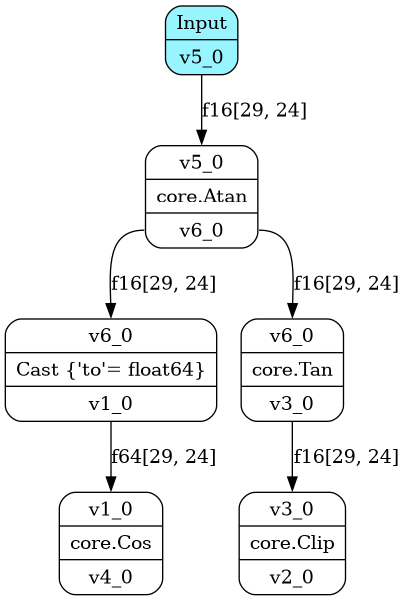 Input
v5_0
f16[29, 24]
v5_0
core.Atan
v6_0
f16[29, 24]
f16[29, 24]
v6_0
Cast {'to'= float64}
v1_0
v6_0
core.Tan
v3_0
f64[29, 24]
f16[29, 24]
v1_0
core.Cos
v4_0
v3_0
core.Clip
v2_0